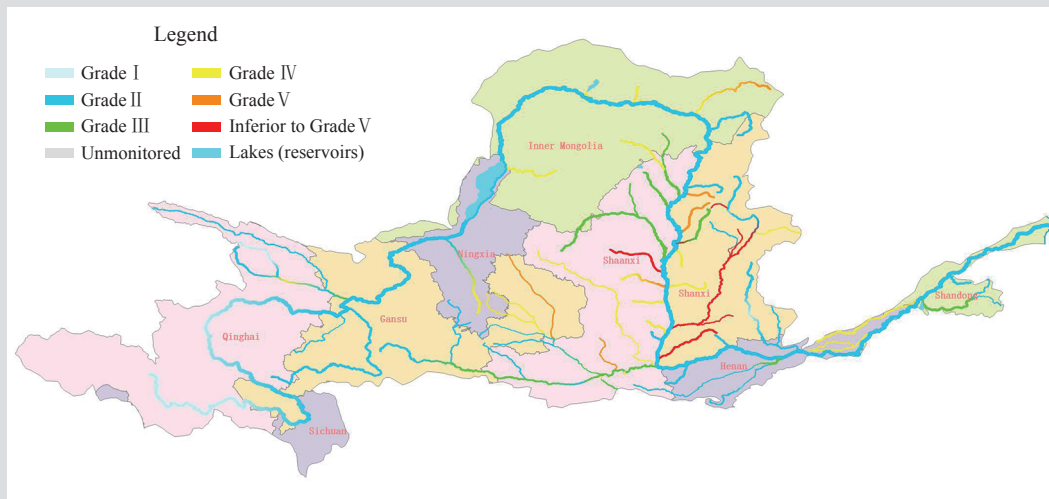 Legend
Grade Ⅰ
Grade Ⅳ
Grade Ⅱ
Grade Ⅴ
Grade Ⅲ
Inferior to Grade Ⅴ
Unmonitored
Lakes (reservoirs)
Inner Mongolia
Ningxia
Shaanxi
Shanxi
Shandong
Gansu
Qinghai
Henan
Sichuan